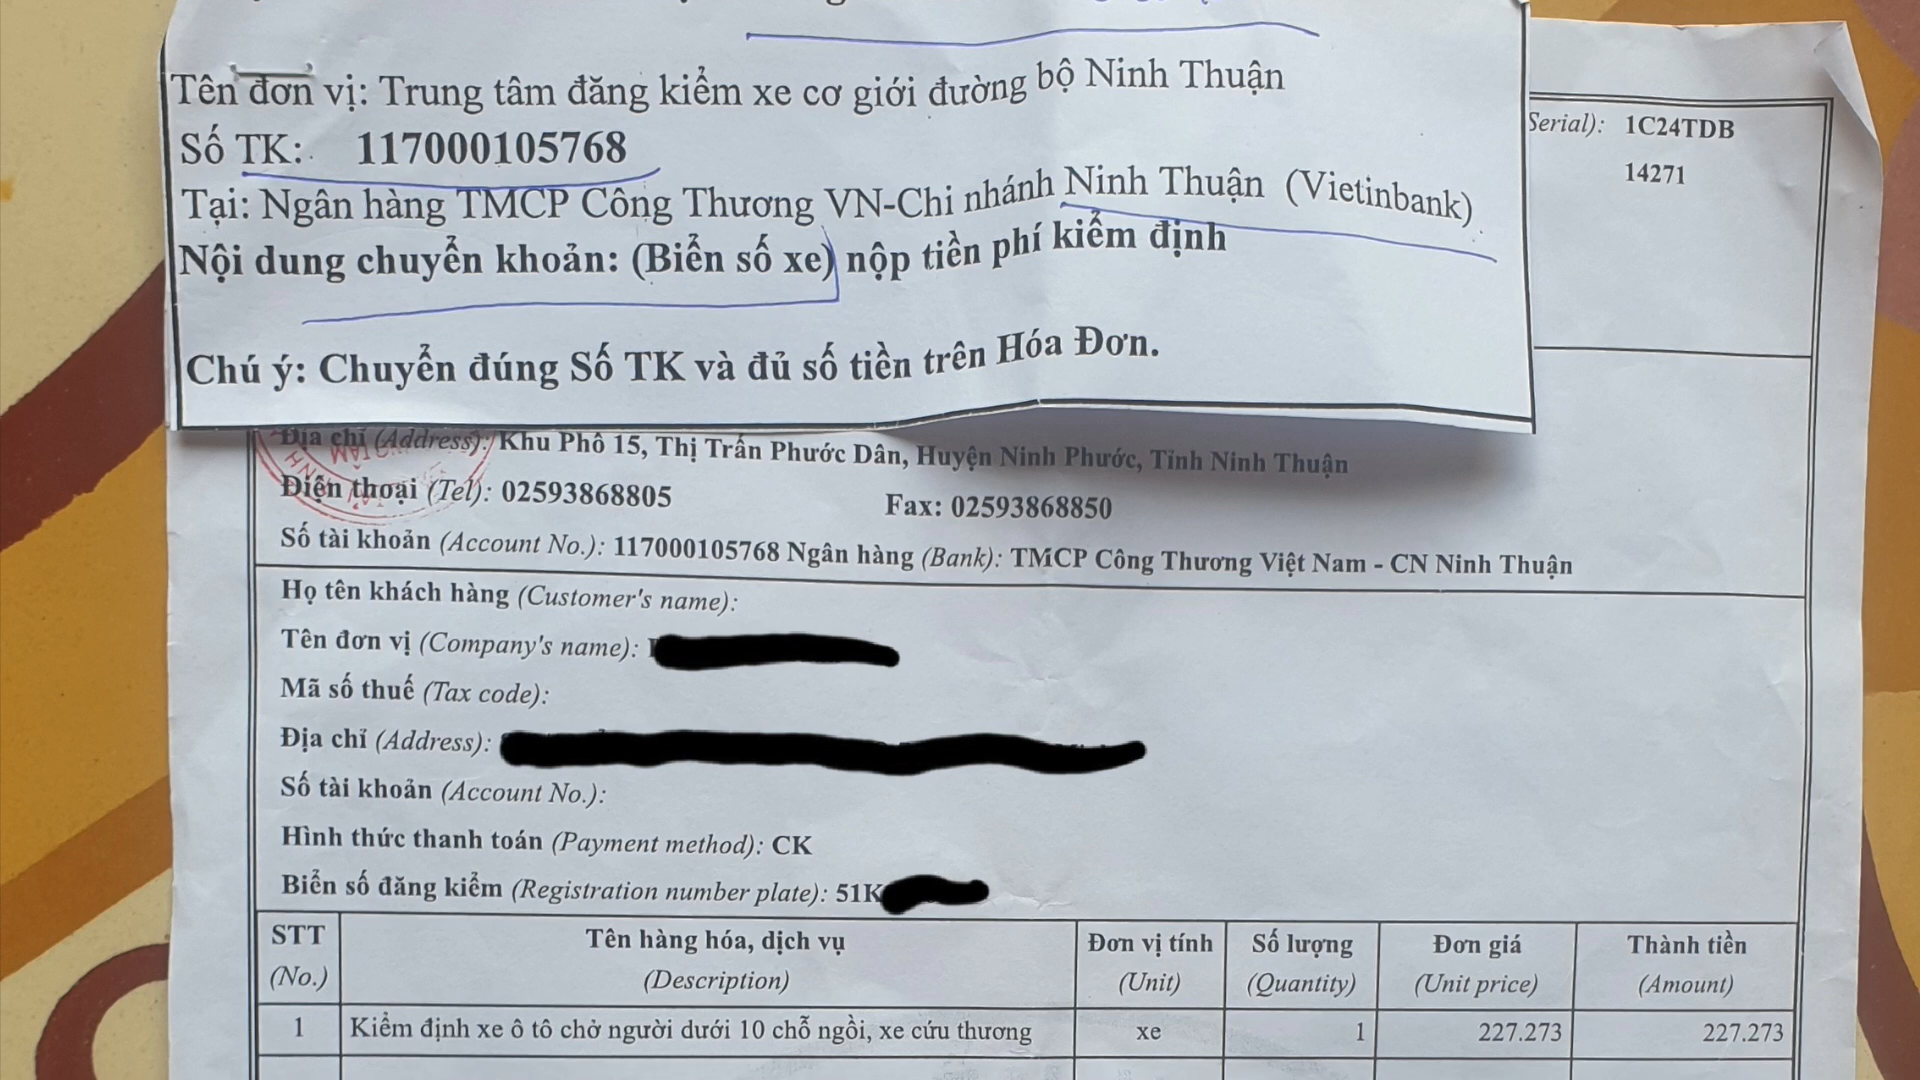 Tên đơn vị: Trung tâm đăng kiểm xe cơ giới đường bộ Ninh Thuận
Số TK: 117000105768
Tại: Ngân hàng TMCP Công Thương VN-Chi nhánh Ninh Thuận (Vietinbank)
Nội dung chuyển khoản: (Biển số xe) nộp tiền phí kiểm định
Chú ý: Chuyển đúng Số TK và đủ số tiền trên Hóa Đơn.
Serial): 1C24TDB
14271
Địa chỉ (Address): Khu Phố 15, Thị Trấn Phước Dân, Huyện Ninh Phước, Tỉnh Ninh Thuận
Điện thoại (Tel): 02593868805 Fax: 02593868850
Số tài khoản (Account No.): 117000105768 Ngân hàng (Bank): TMCP Công Thương Việt Nam - CN Ninh Thuận
Họ tên khách hàng (Customer's name):
Tên đơn vị (Company's name):
Mã số thuế (Tax code):
Địa chỉ (Address):
Số tài khoản (Account No.):
Hình thức thanh toán (Payment method): CK
Biển số đăng kiểm (Registration number plate): 51K
STT Tên hàng hóa, dịch vụ Đơn vị tính Số lượng Đơn giá Thành tiền
(No.) (Description) (Unit) (Quantity) (Unit price) (Amount)
1 Kiểm định xe ô tô chở người dưới 10 chỗ ngồi, xe cứu thương xe 1 227.273 227.273